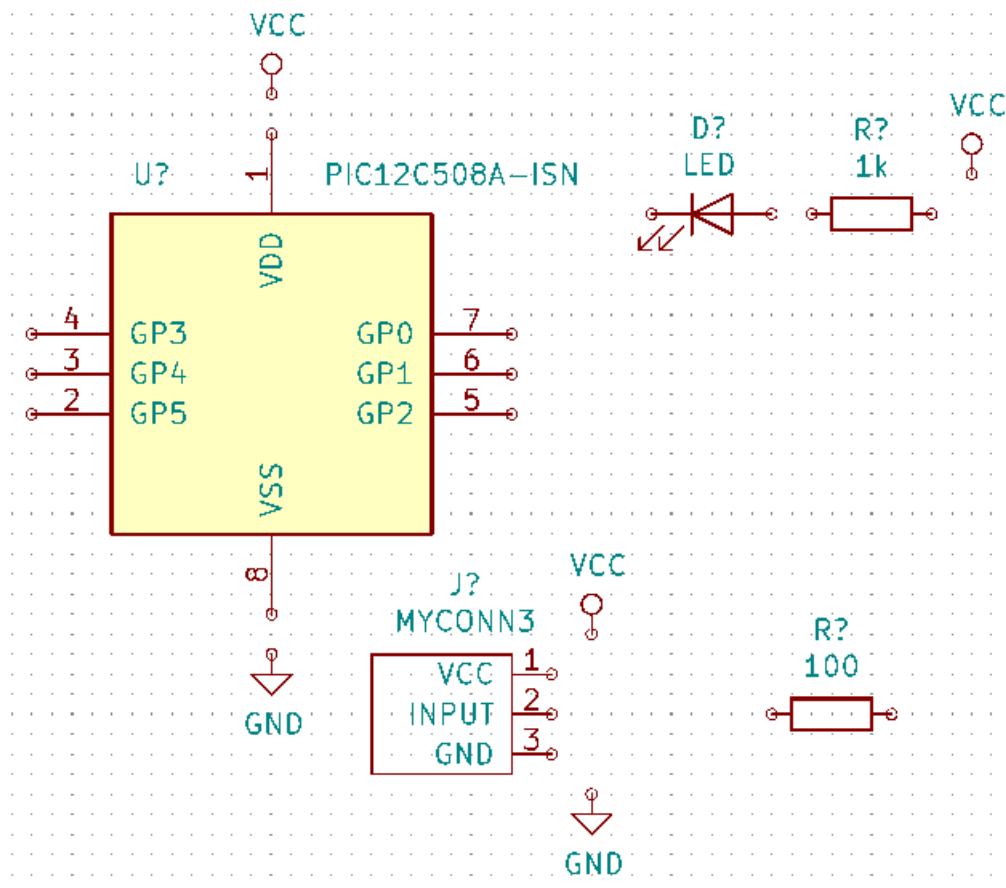 VCC
VCC
D?
R?
LED
1k
U?
1
PIC12C508A-ISN
VDD
4
GP3
GP0
7
3
GP4
GP1
6
2
GP5
GP2
5
VSS
8
GND
J?
MYCONN3
VCC
1
INPUT
2
GND
3
VCC
GND
R?
100